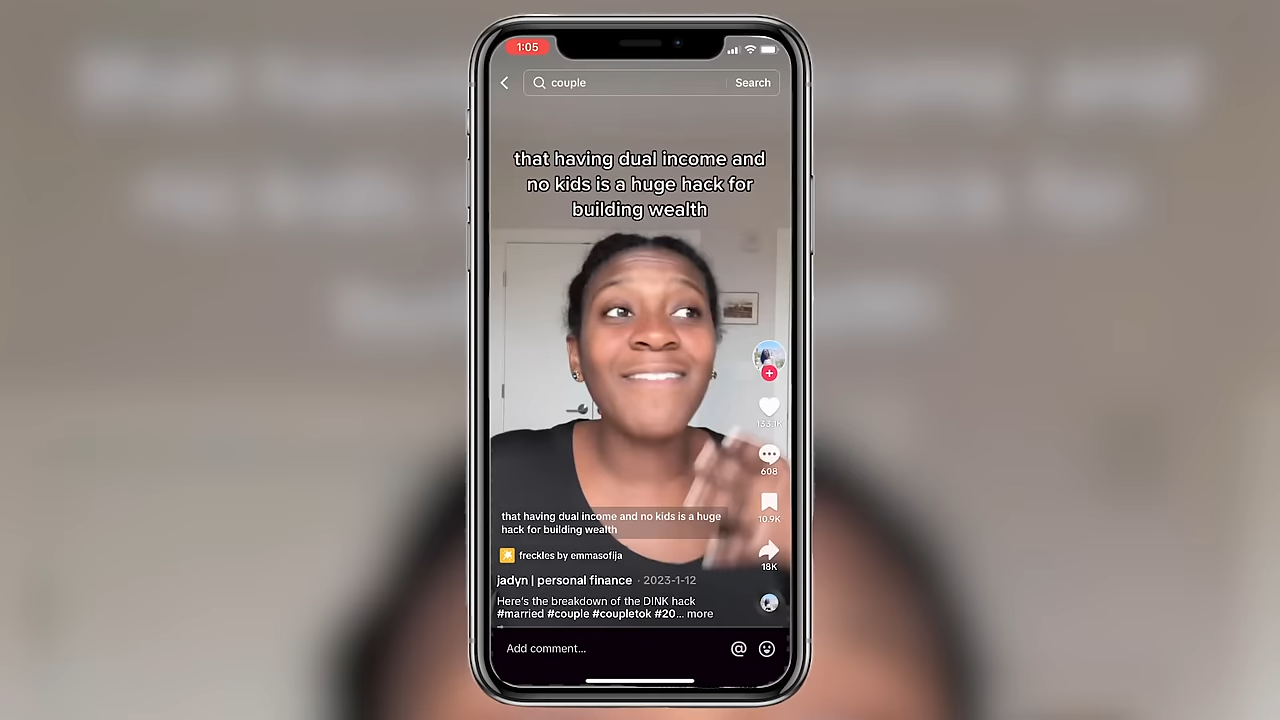 1:05
couple
Search
that having dual income and
no kids is a huge hack for
building wealth
133.1K
608
that having dual income and no kids is a huge
hack for building wealth
10.9K
freckles by emmasofija
18K
jadyn | personal finance · 2023-1-12
Here's the breakdown of the DINK hack
#married #couple #coupletok #20... more
Add comment...
@